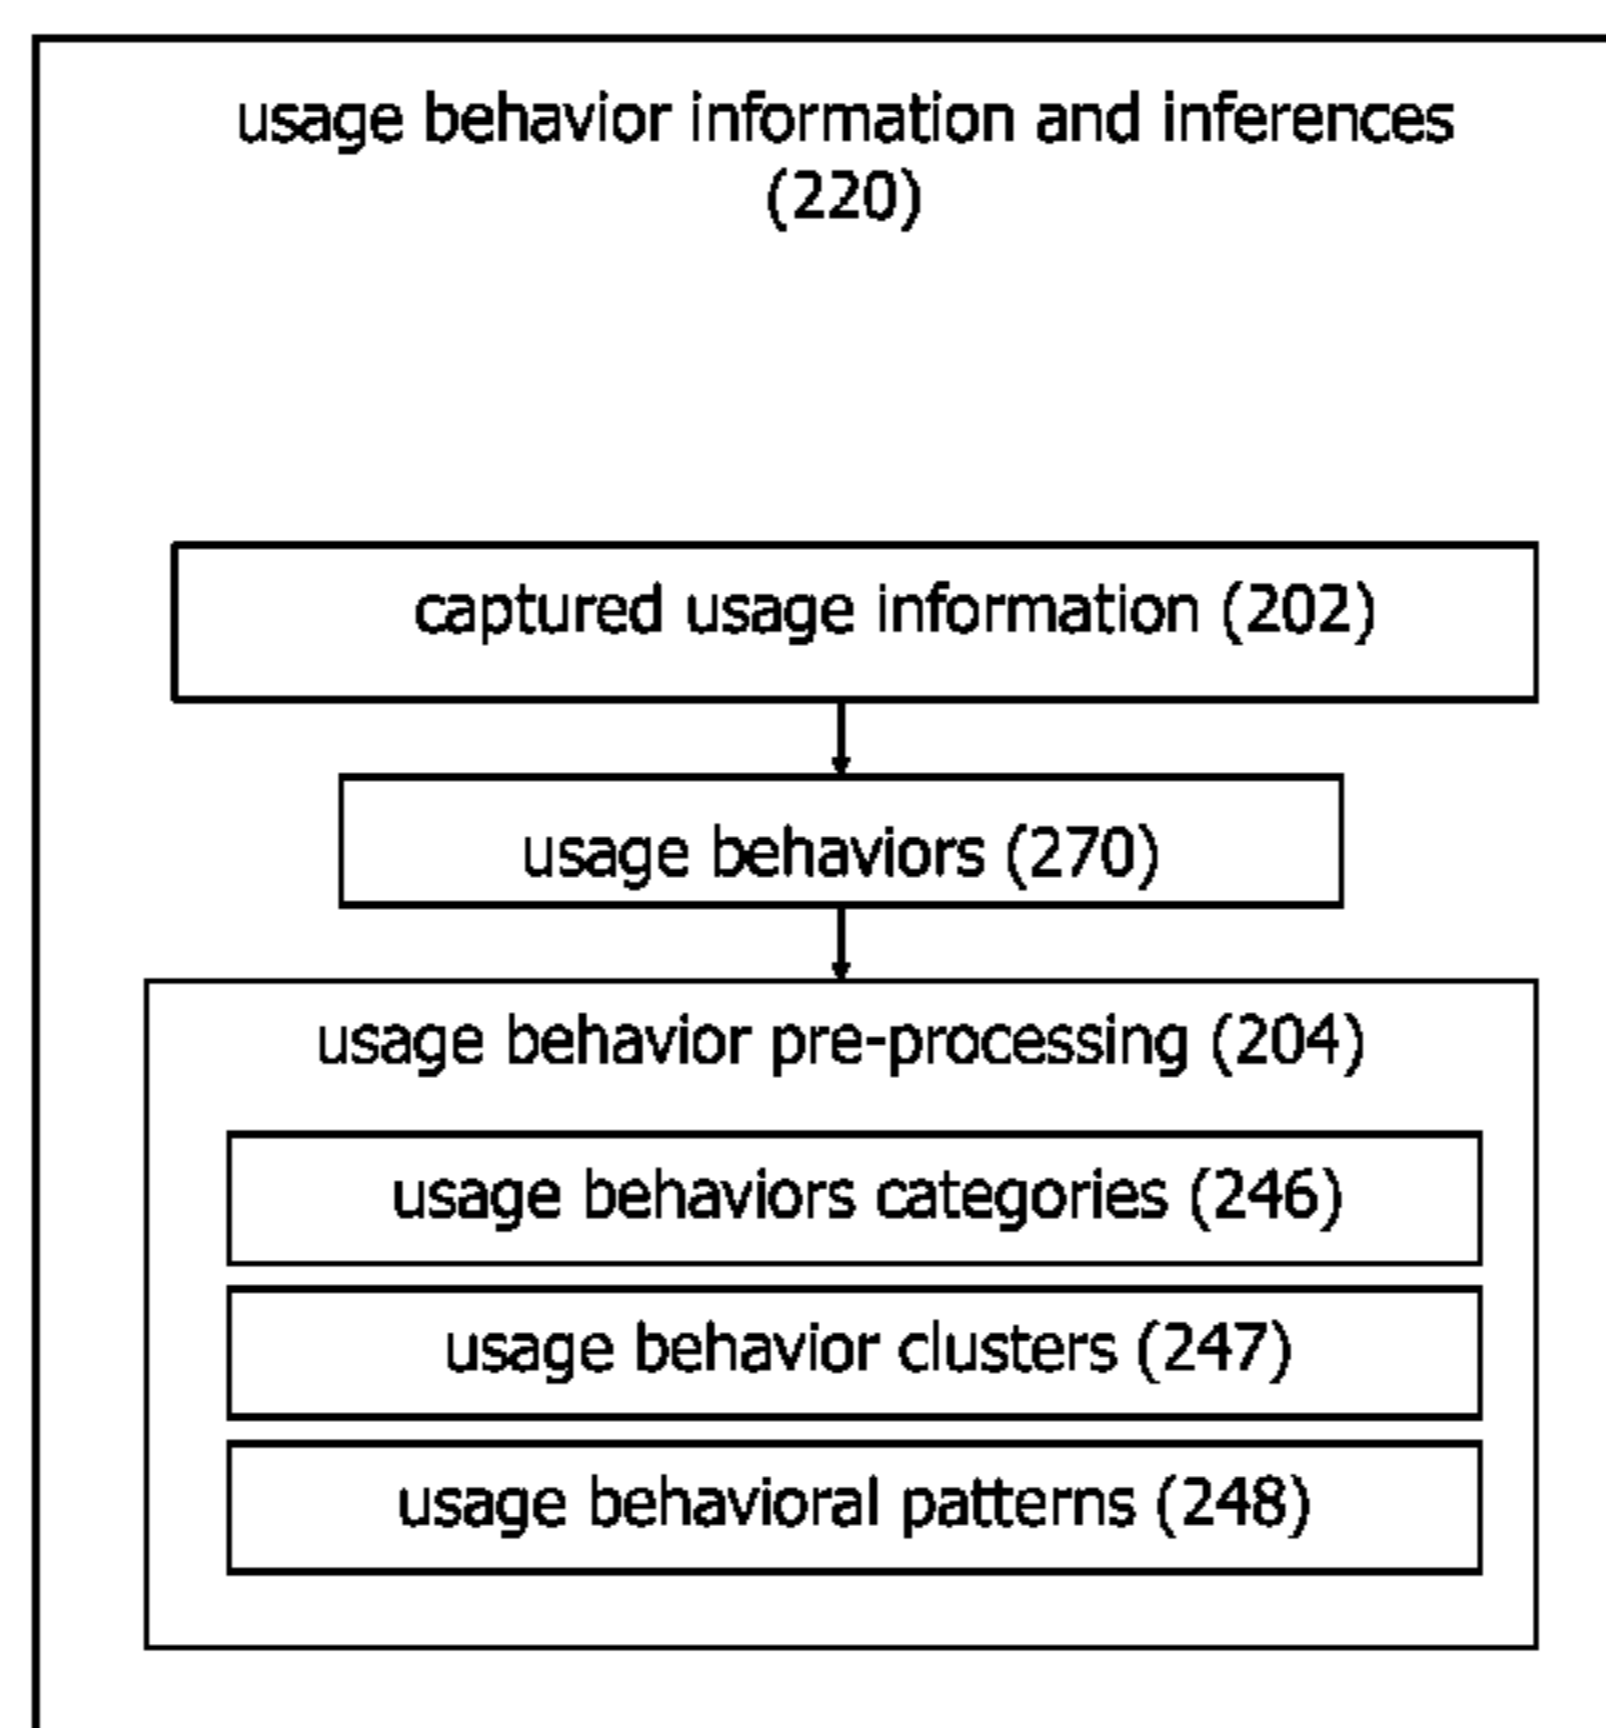 usage behavior information and inferences
(220)
captured usage information (202)
usage behaviors (270)
usage behavior pre-processing (204)
usage behaviors categories (246)
usage behavior clusters (247)
usage behavioral patterns (248)